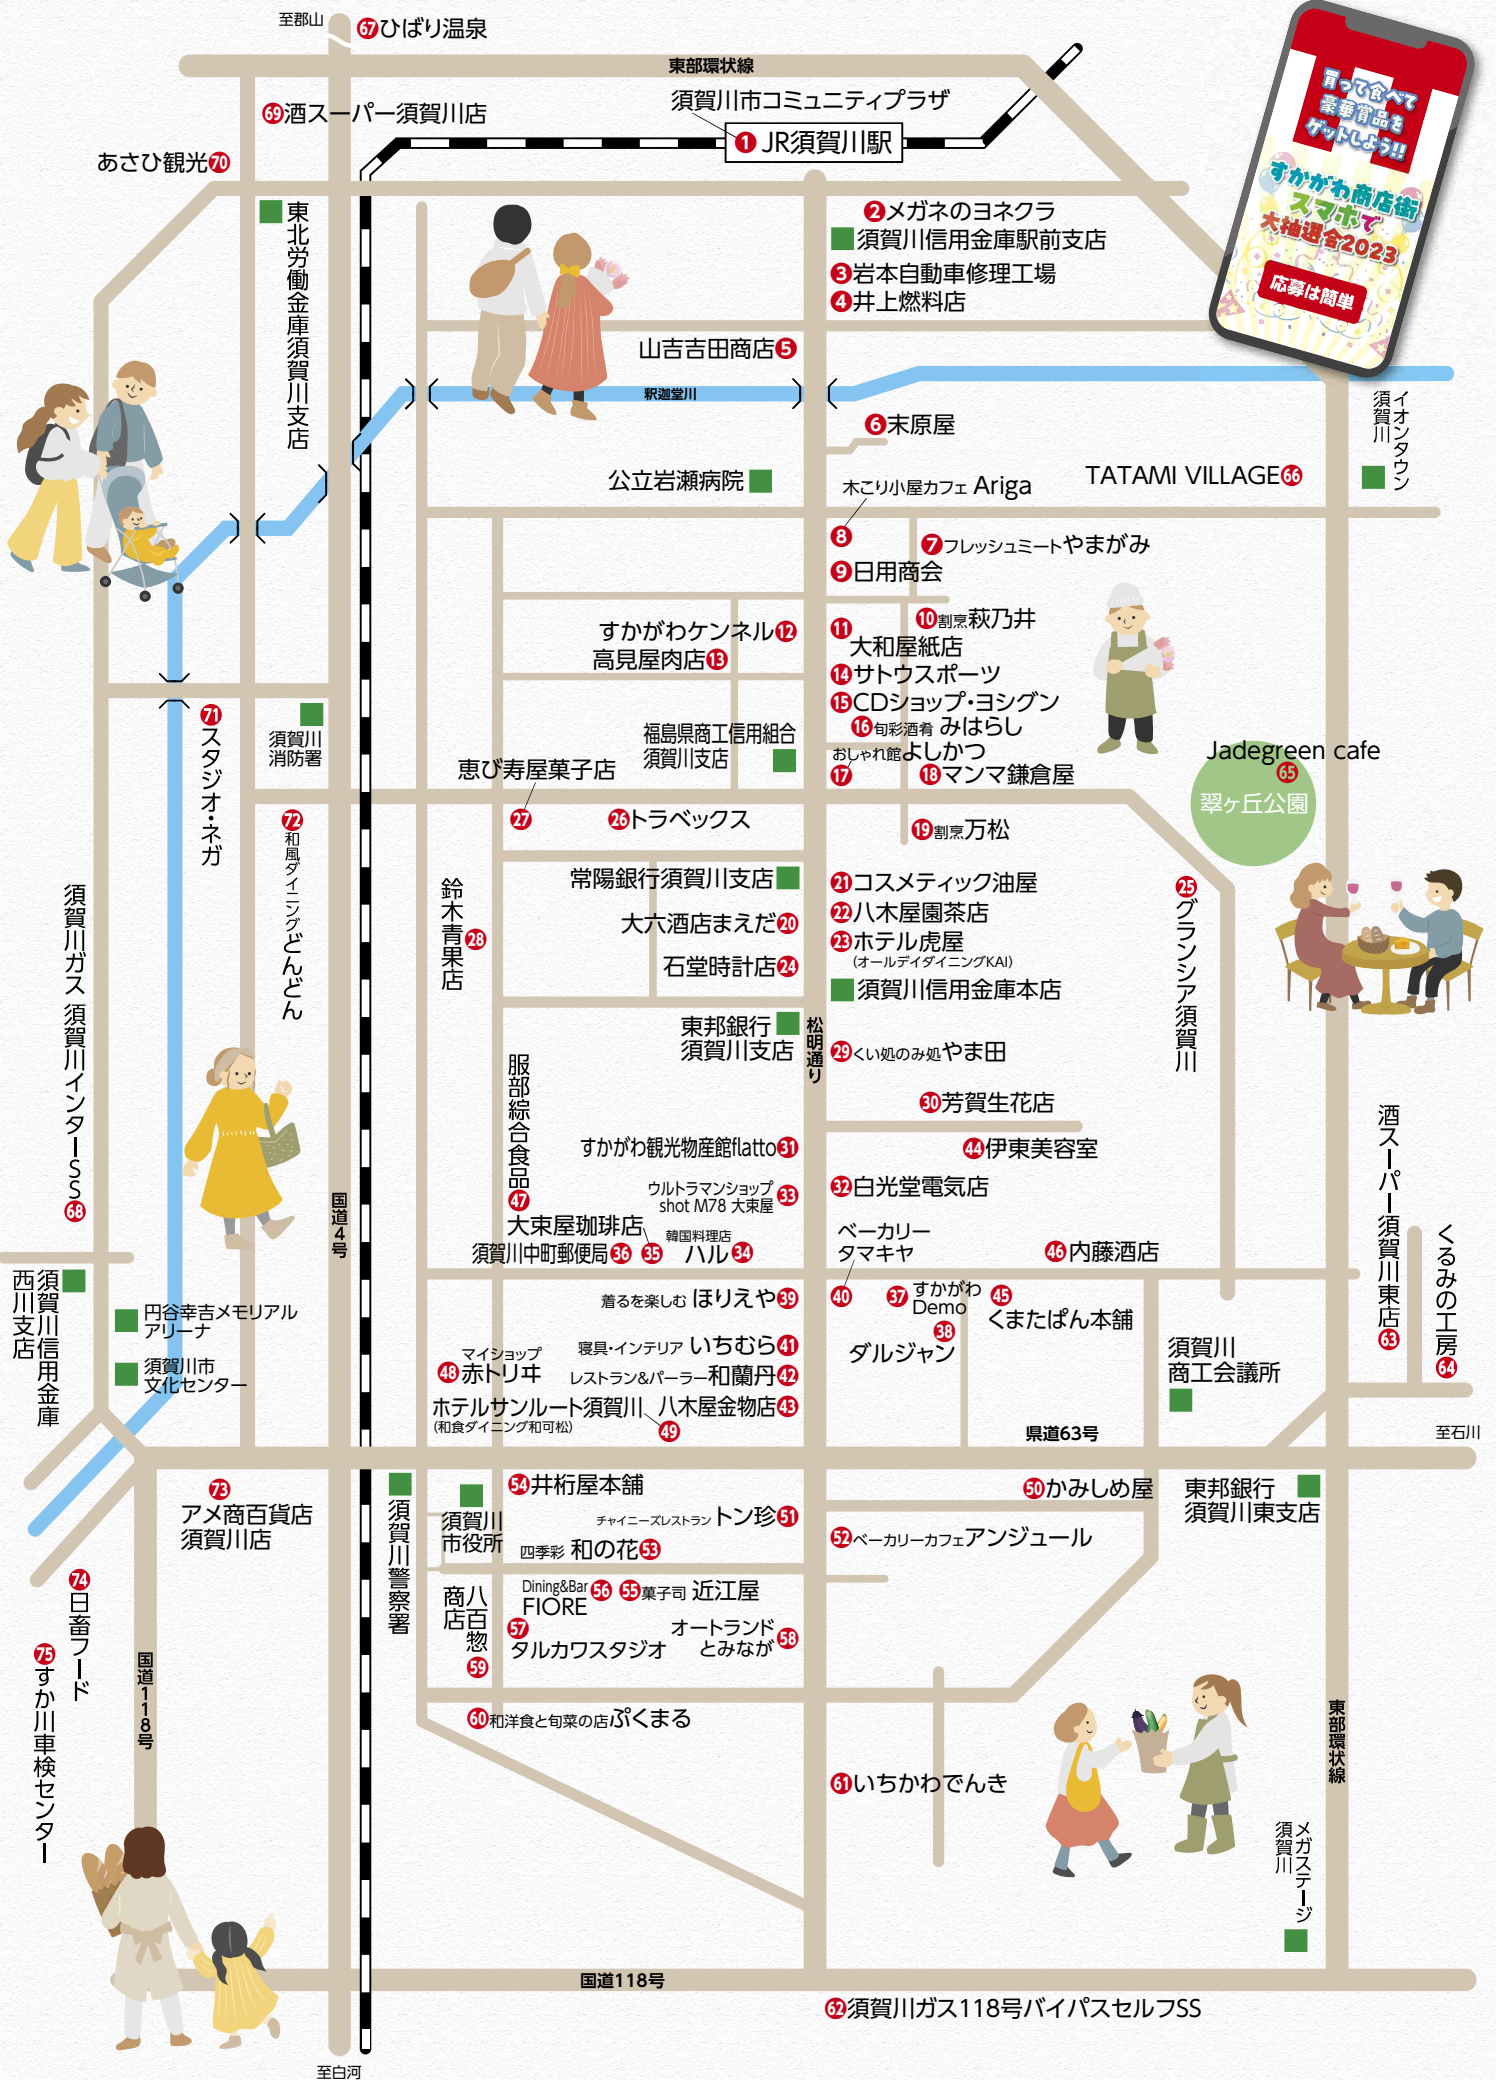 至郡山
67ひばり温泉
東部環状線
69酒スーパー須賀川店
須賀川市コミュニティプラザ
1 JR須賀川駅
あさひ観光70
買って食べて
豪華賞品を
ゲットしよう!!
すかがわ商店街
スマホで
大抽選会2023
応募は簡単
東北労働金庫須賀川支店
2メガネのヨネクラ
須賀川信用金庫駅前支店
3岩本自動車修理工場
4井上燃料店
山吉吉田商店5
釈迦堂川
6末原屋
イオンタウン
須賀川
公立岩瀬病院
木こり小屋カフェ Ariga
TATAMI VILLAGE66
8
7フレッシュミートやまがみ
9日用商会
10割烹萩乃井
すかがわケンネル12
11
大和屋紙店
高見屋肉店13
14サトウスポーツ
15CDショップ・ヨシグン
16旬彩酒肴 みはらし
福島県商工信用組合
須賀川支店
おしゃれ館よしかつ
17
18マンマ鎌倉屋
Jadegreen cafe
65
翠ヶ丘公園
71スタジオ・ネガ
須賀川
消防署
恵び寿屋菓子店
27
26トラベックス
72和風ダイニングどんどん
19割烹万松
常陽銀行須賀川支店
21コスメティック油屋
25グランシア須賀川
鈴木青果店28
大六酒店まえだ20
22八木屋園茶店
石堂時計店24
23ホテル虎屋
(オールデイダイニングKAI)
須賀川信用金庫本店
須賀川ガス 須賀川インターSS68
東邦銀行
須賀川支店
松明通り
29くい処のみ処やま田
服部綜合食品47
30芳賀生花店
すかがわ観光物産館flatto31
44伊東美容室
酒スーパー須賀川東店63
国道4号
ウルトラマンショップ
shot M78 大束屋33
32白光堂電気店
大束屋珈琲店
35
韓国料理店
ハル34
須賀川中町郵便局36
ベーカリー
タマキヤ
40
46内藤酒店
くるみの工房64
須賀川信用金庫
西川支店
円谷幸吉メモリアル
アリーナ
須賀川市
文化センター
着るを楽しむ ほりえや39
37すかがわ
Demo
45
くまたぱん本舗
38
ダルジャン
寝具・インテリア いちむら41
マイショップ
48赤トリヰ
レストラン&パーラー和蘭丹42
須賀川
商工会議所
ホテルサンルート須賀川
(和食ダイニング和可松)
49
八木屋金物店43
県道63号
至石川
73
アメ商百貨店
須賀川店
須賀川警察署
須賀川
市役所
54井桁屋本舗
50かみしめ屋
東邦銀行
須賀川東支店
チャイニーズレストラン トン珍51
四季彩 和の花53
52ベーカリーカフェアンジュール
74日畜フード
75すか川車検センター
国道118号
八百惣
商店
59
Dining&Bar
FIORE
56
55菓子司 近江屋
57
タルカワスタジオ
オートランド
とみなが58
60和洋食と旬菜の店ぷくまる
61いちかわでんき
東部環状線
メガステージ
須賀川
国道118号
62須賀川ガス118号バイパスセルフSS
至白河